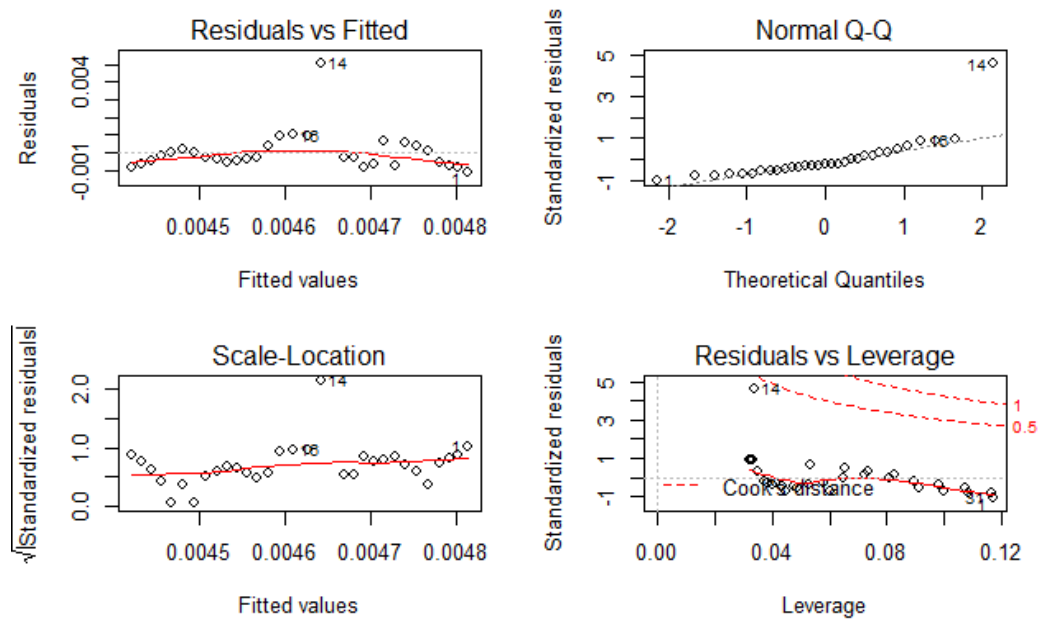 Residuals vs Fitted
Residuals
0.004
-0.001
14
16
1
0.0045 0.0046 0.0047 0.0048
Fitted values
Normal Q-Q
Standardized residuals
5
3
1
-1
14
16
1
-2 -1 0 1 2
Theoretical Quantiles
Scale-Location
√|Standardized residuals|
2.0
1.0
0.0
14
16
1
0.0045 0.0046 0.0047 0.0048
Fitted values
Residuals vs Leverage
Standardized residuals
5
3
1
-1
14
1
0.5
Cook's distance
31
1
0.00 0.04 0.08 0.12
Leverage